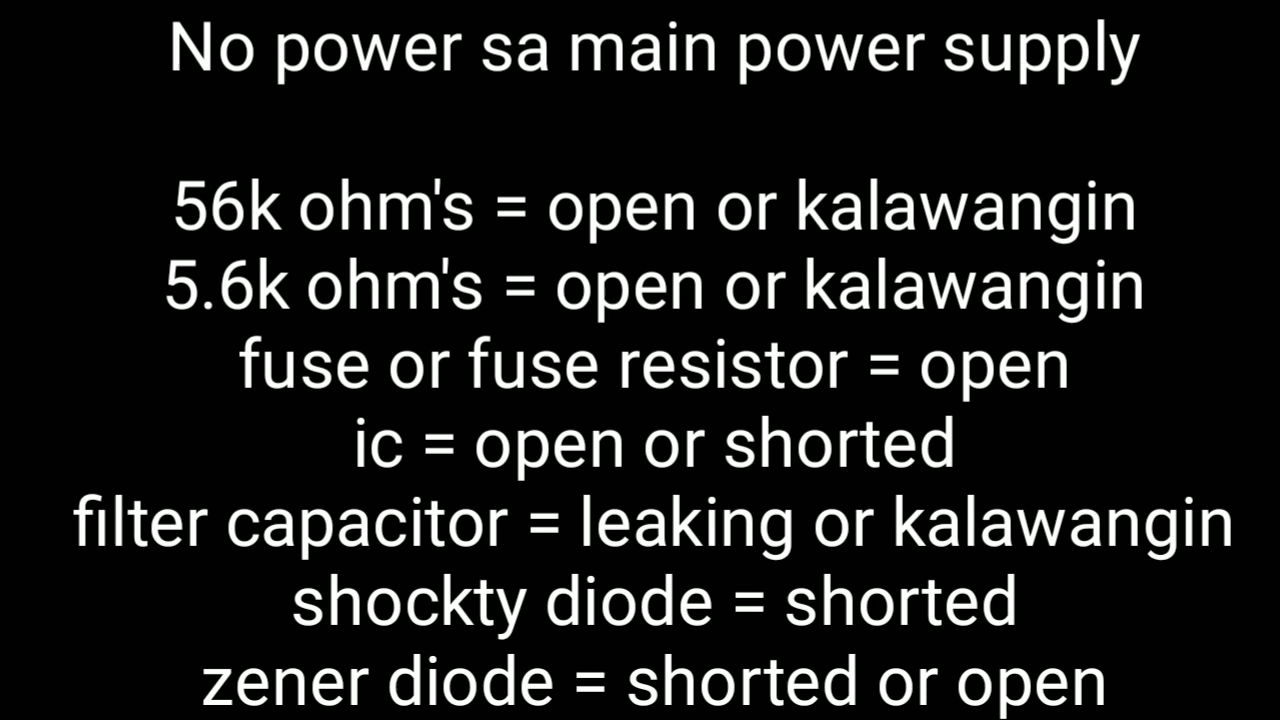 No power sa main power supply
56k ohm's = open or kalawangin
5.6k ohm's = open or kalawangin
fuse or fuse resistor = open
ic = open or shorted
filter capacitor = leaking or kalawangin
shockty diode = shorted
zener diode = shorted or open